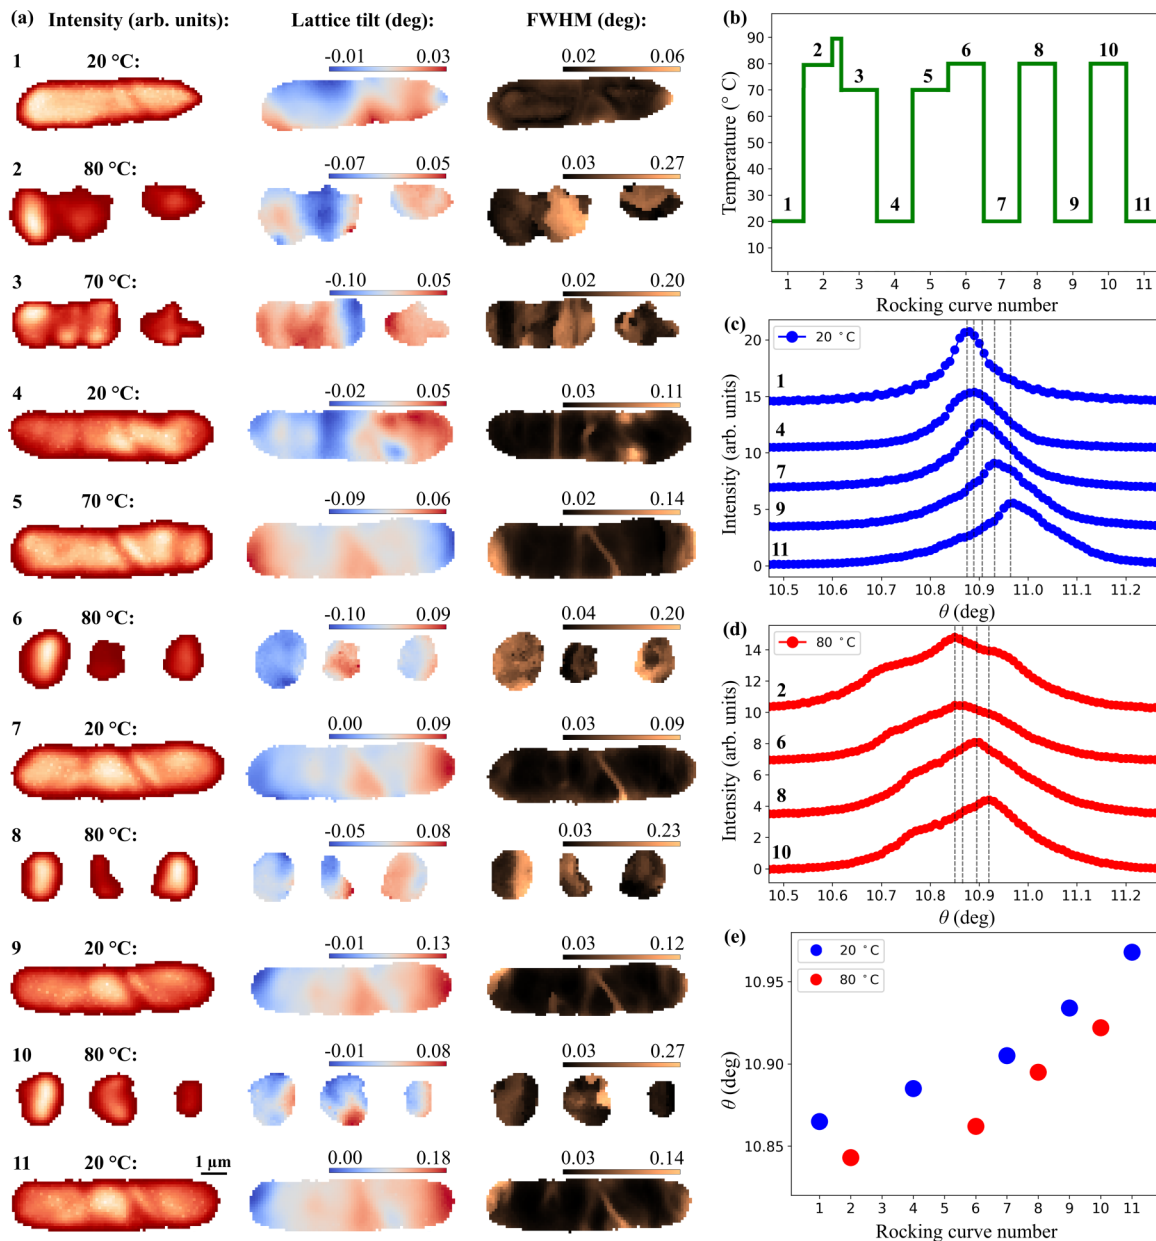 (a) Intensity (arb. units): Lattice tilt (deg) FWHM (deg)
1 20 °C: -0.01 0.03 0.02 0.06
2 80 °C: -0.07 0.05 0.03 0.27
3 70 °C: -0.10 0.05 0.02 0.20
4 20 °C: -0.02 0.05 0.03 0.11
5 70 °C: -0.09 0.06 0.02 0.14
6 80 °C: -0.10 0.09 0.04 0.20
7 20 °C: 0.00 0.09 0.03 0.09
8 80 °C: -0.05 0.08 0.03 0.23
9 20 °C: -0.01 0.13 0.03 0.12
10 80 °C: -0.01 0.08 0.03 0.27
11 20 °C: 1 µm 0.00 0.18 0.03 0.14
(b)
Temperature (° C)
90
80
70
60
50
40
30
20
10
2 6 8 10
3 5
1 4 7 9 11
1 2 3 4 5 6 7 8 9 10 11
Rocking curve number
(c)
Intensity (arb. units)
20
15
10
5
0
20 °C
1
4
7
9
11
10.5 10.6 10.7 10.8 10.9 11.0 11.1 11.2
θ (deg)
(d)
Intensity (arb. units)
14
12
10
8
6
4
2
0
80 °C
2
6
8
10
10.5 10.6 10.7 10.8 10.9 11.0 11.1 11.2
θ (deg)
(e)
θ (deg)
10.95
10.90
10.85
20 °C
80 °C
1 2 3 4 5 6 7 8 9 10 11
Rocking curve number